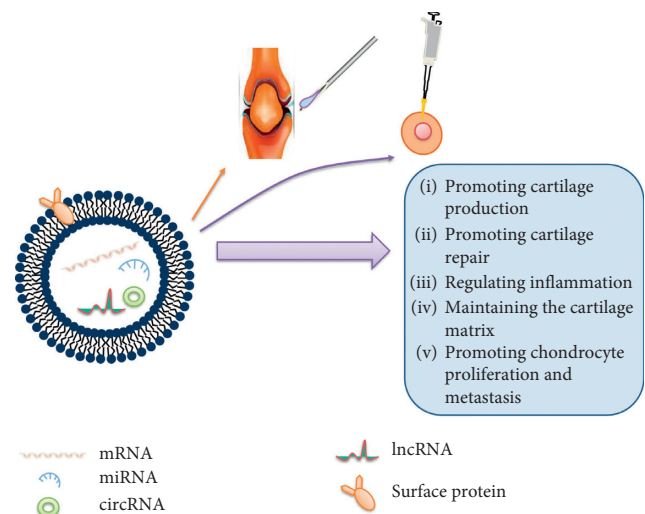 (i) Promoting cartilage
production
(ii) Promoting cartilage
repair
(iii) Regulating inflammation
(iv) Maintaining the cartilage
matrix
(v) Promoting chondrocyte
proliferation and
metastasis
mRNA
miRNA
circRNA
lncRNA
Surface protein